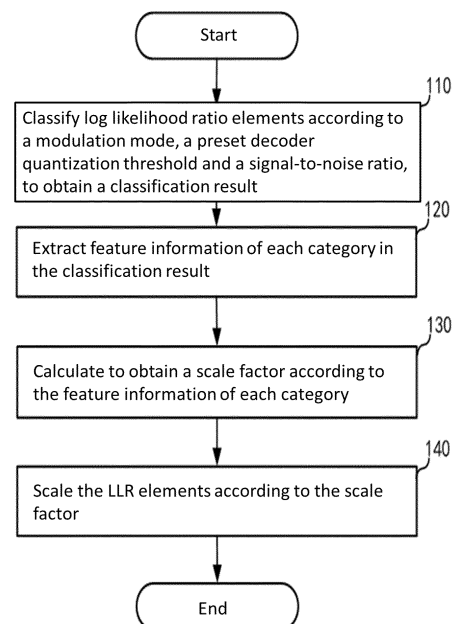 Start
110
Classify log likelihood ratio elements according to
a modulation mode, a preset decoder
quantization threshold and a signal-to-noise ratio,
to obtain a classification result
120
Extract feature information of each category in
the classification result
130
Calculate to obtain a scale factor according to
the feature information of each category
140
Scale the LLR elements according to the scale
factor
End